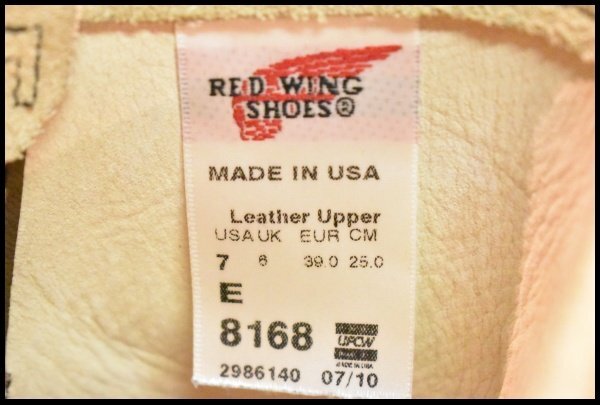 RED WING
SHOES®
MADE IN USA
Leather Upper
USA UK EUR CM
7 6 39.0 25.0
E
8168
UFCW
MADE IN USA
2986140 07/10